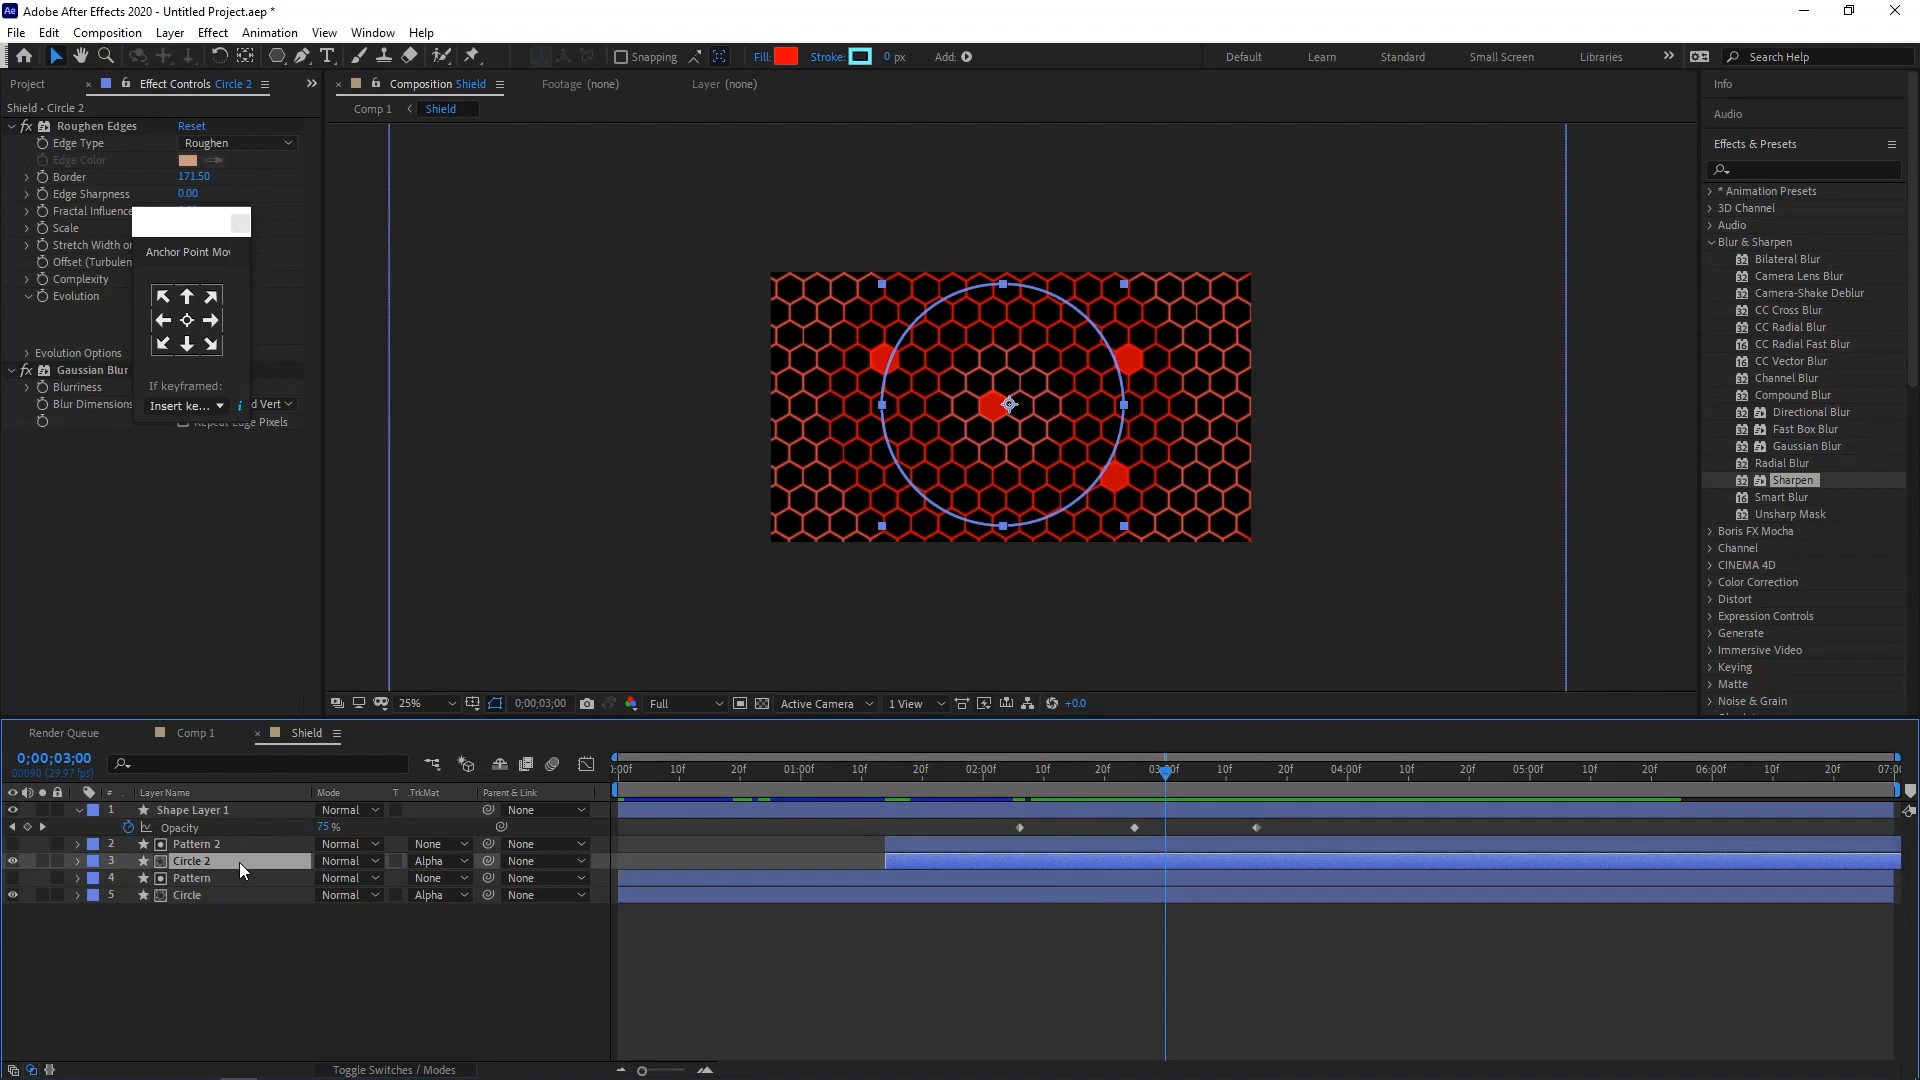 Adobe After Effects 2020 - Untitled Project.aep *
File Edit Composition Layer Effect Animation View Window Help
Snapping Fill: Stroke: 0 px Add: Default Learn Standard Small Screen Libraries Search Help
Project Effect Controls Circle 2 Composition Shield Footage (none) Layer (none) Info
Shield • Circle 2 Comp 1 Shield Audio
fx Roughen Edges Reset
Edge Type Roughen
Edge Color
Border 171.50
Edge Sharpness 0.00
Fractal Influence
Scale
Stretch Width or
Offset (Turbulen
Complexity
Evolution
Evolution Options
fx Gaussian Blur
Blurriness
Blur Dimensions d Vert
Repeat Edge Pixels
Anchor Point Mov
If keyframed:
Insert ke...
Effects & Presets
* Animation Presets
3D Channel
Audio
Blur & Sharpen
Bilateral Blur
Camera Lens Blur
Camera-Shake Deblur
CC Cross Blur
CC Radial Blur
CC Radial Fast Blur
CC Vector Blur
Channel Blur
Compound Blur
Directional Blur
Fast Box Blur
Gaussian Blur
Radial Blur
Sharpen
Smart Blur
Unsharp Mask
Boris FX Mocha
Channel
CINEMA 4D
Color Correction
Distort
Expression Controls
Generate
Immersive Video
Keying
Matte
Noise & Grain
25% 0;00;03;00 Full Active Camera 1 View +0.0
Render Queue Comp 1 Shield
0;00;03;00
00090 (29.97 fps)
:00f 10f 20f 01:00f 10f 20f 02:00f 10f 20f 03:00f 10f 20f 04:00f 10f 20f 05:00f 10f 20f 06:00f 10f 20f 07:00
# Layer Name Mode T .TrkMat Parent & Link
1 Shape Layer 1 Normal None
Opacity 75 %
2 Pattern 2 Normal None None
3 Circle 2 Normal Alpha None
4 Pattern Normal None None
5 Circle Normal Alpha None
Toggle Switches / Modes